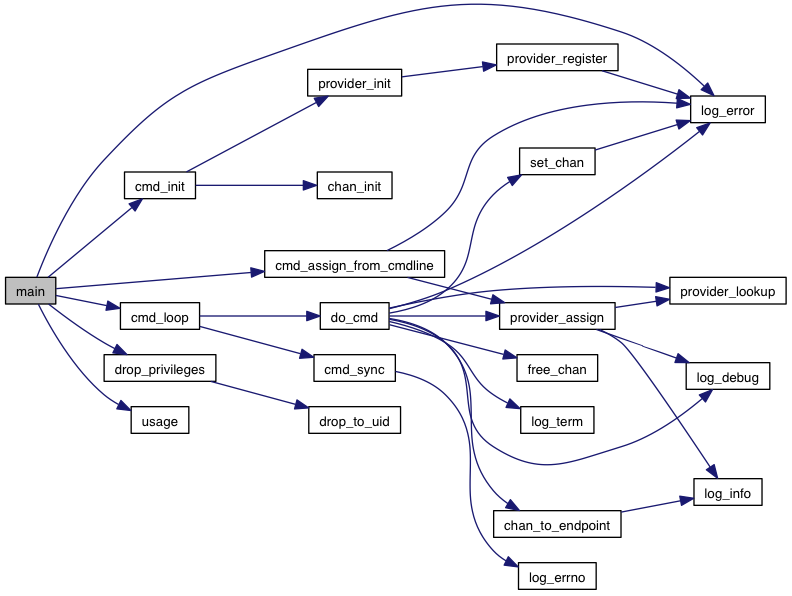 provider_register
provider_init
log_error
set_chan
cmd_init
chan_init
cmd_assign_from_cmdline
main
provider_lookup
cmd_loop
do_cmd
provider_assign
drop_privileges
cmd_sync
free_chan
log_debug
usage
drop_to_uid
log_term
log_info
chan_to_endpoint
log_errno